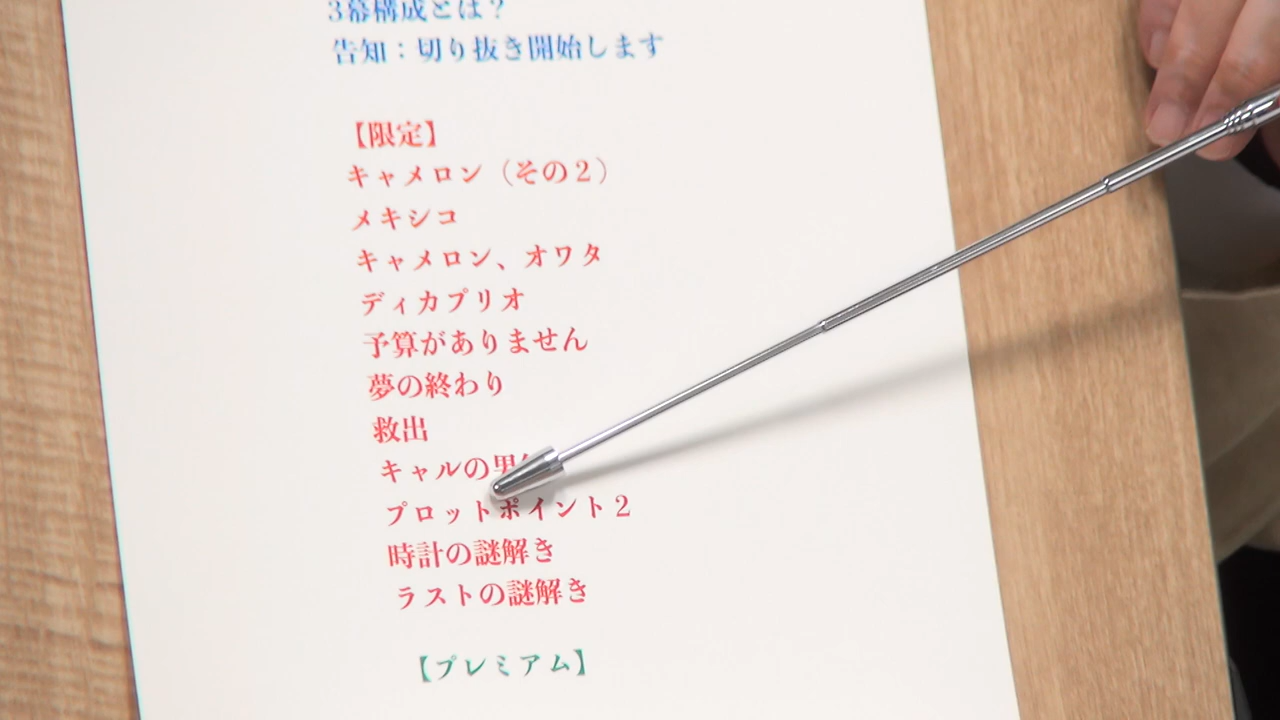 3幕構成とは？
告知：切り抜き開始します
【限定】
キャメロン（その２）
メキシコ
キャメロン、オワタ
ディカプリオ
予算がありません
夢の終わり
救出
キャルの男
プロットポイント２
時計の謎解き
ラストの謎解き
【プレミアム】